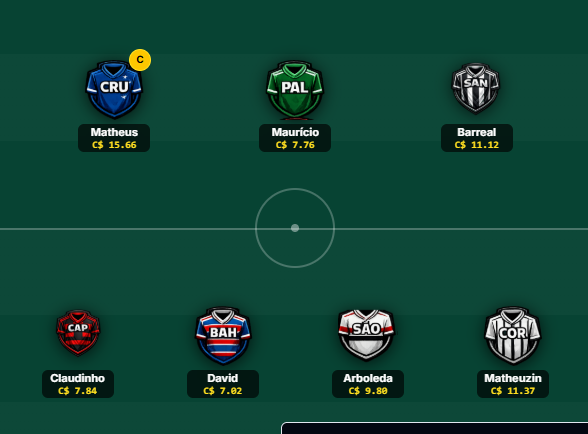 C
CRU
PAL
SAN
Matheus
Maurício
Barreal
C$ 15.66
C$ 7.76
C$ 11.12
CAP
BAH
SÃO
COR
Claudinho
David
Arboleda
Matheuzin
C$ 7.84
C$ 7.02
C$ 9.80
C$ 11.37